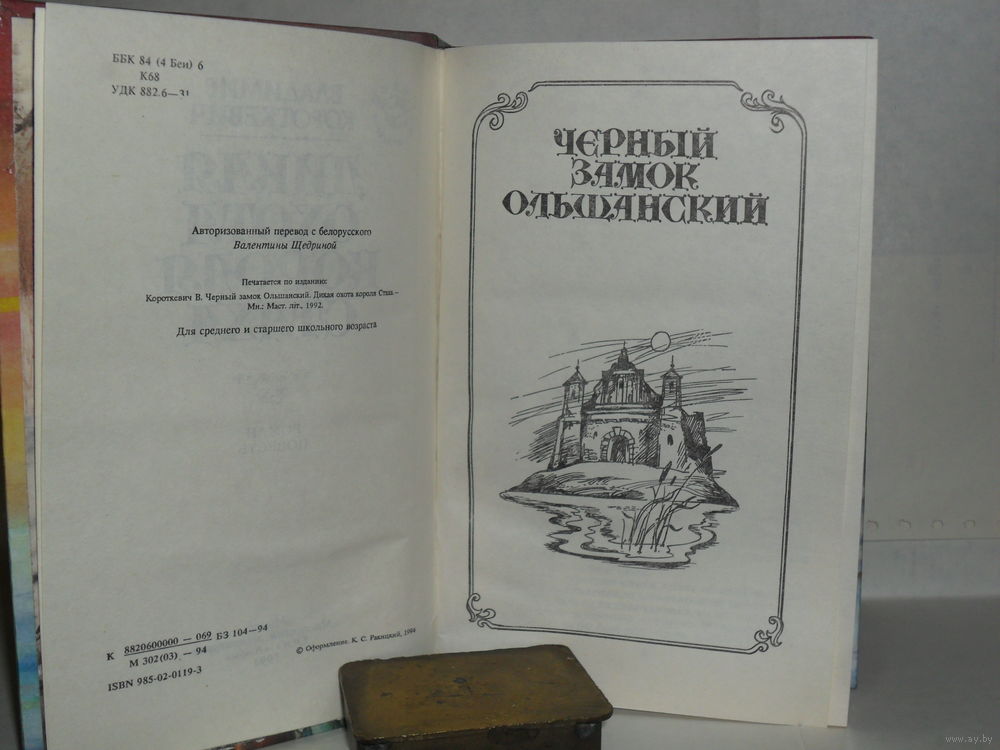 ББК 84 (4 Беи) 6
К68
УДК 882.6—31
Авторизованный перевод с белорусского
Валентины Щедриной
Печатается по изданию:
Короткевич В. Черный замок Ольшанский. Дикая охота короля Стаха —
Мн.: Маст. літ., 1992.
Для среднего и старшего школьного возраста
К 8820600000 — 069 БЗ 104—94
М 302(03) — 94
ISBN 985-02-0119-3
© Оформление. К. С. Ракицкий, 1994
ЧЕРНЫЙ
ЗАМОК
ОЛЬШАНСКИЙ
www.ay.by